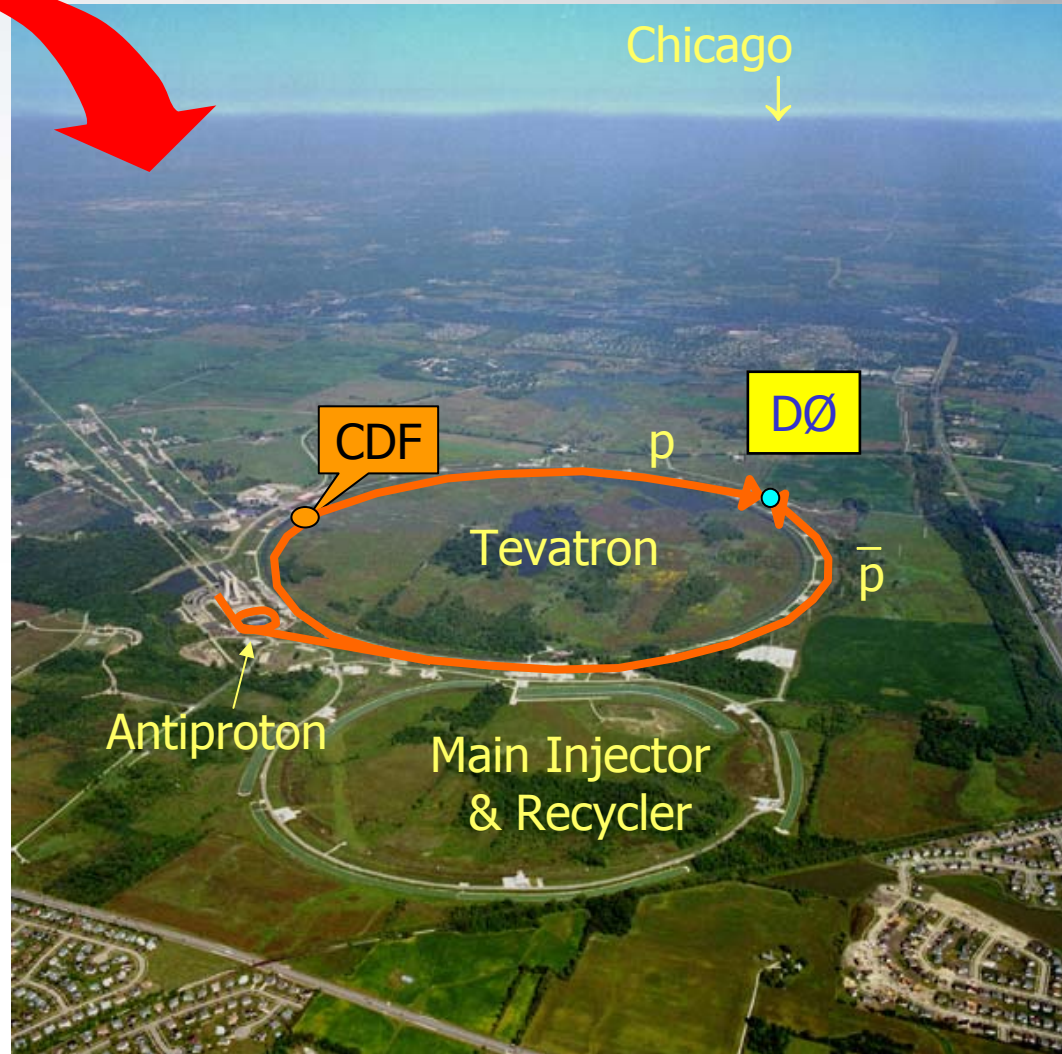 Chicago
↓
DØ
CDF
p
Tevatron
p̅
Antiproton
Main Injector
& Recycler